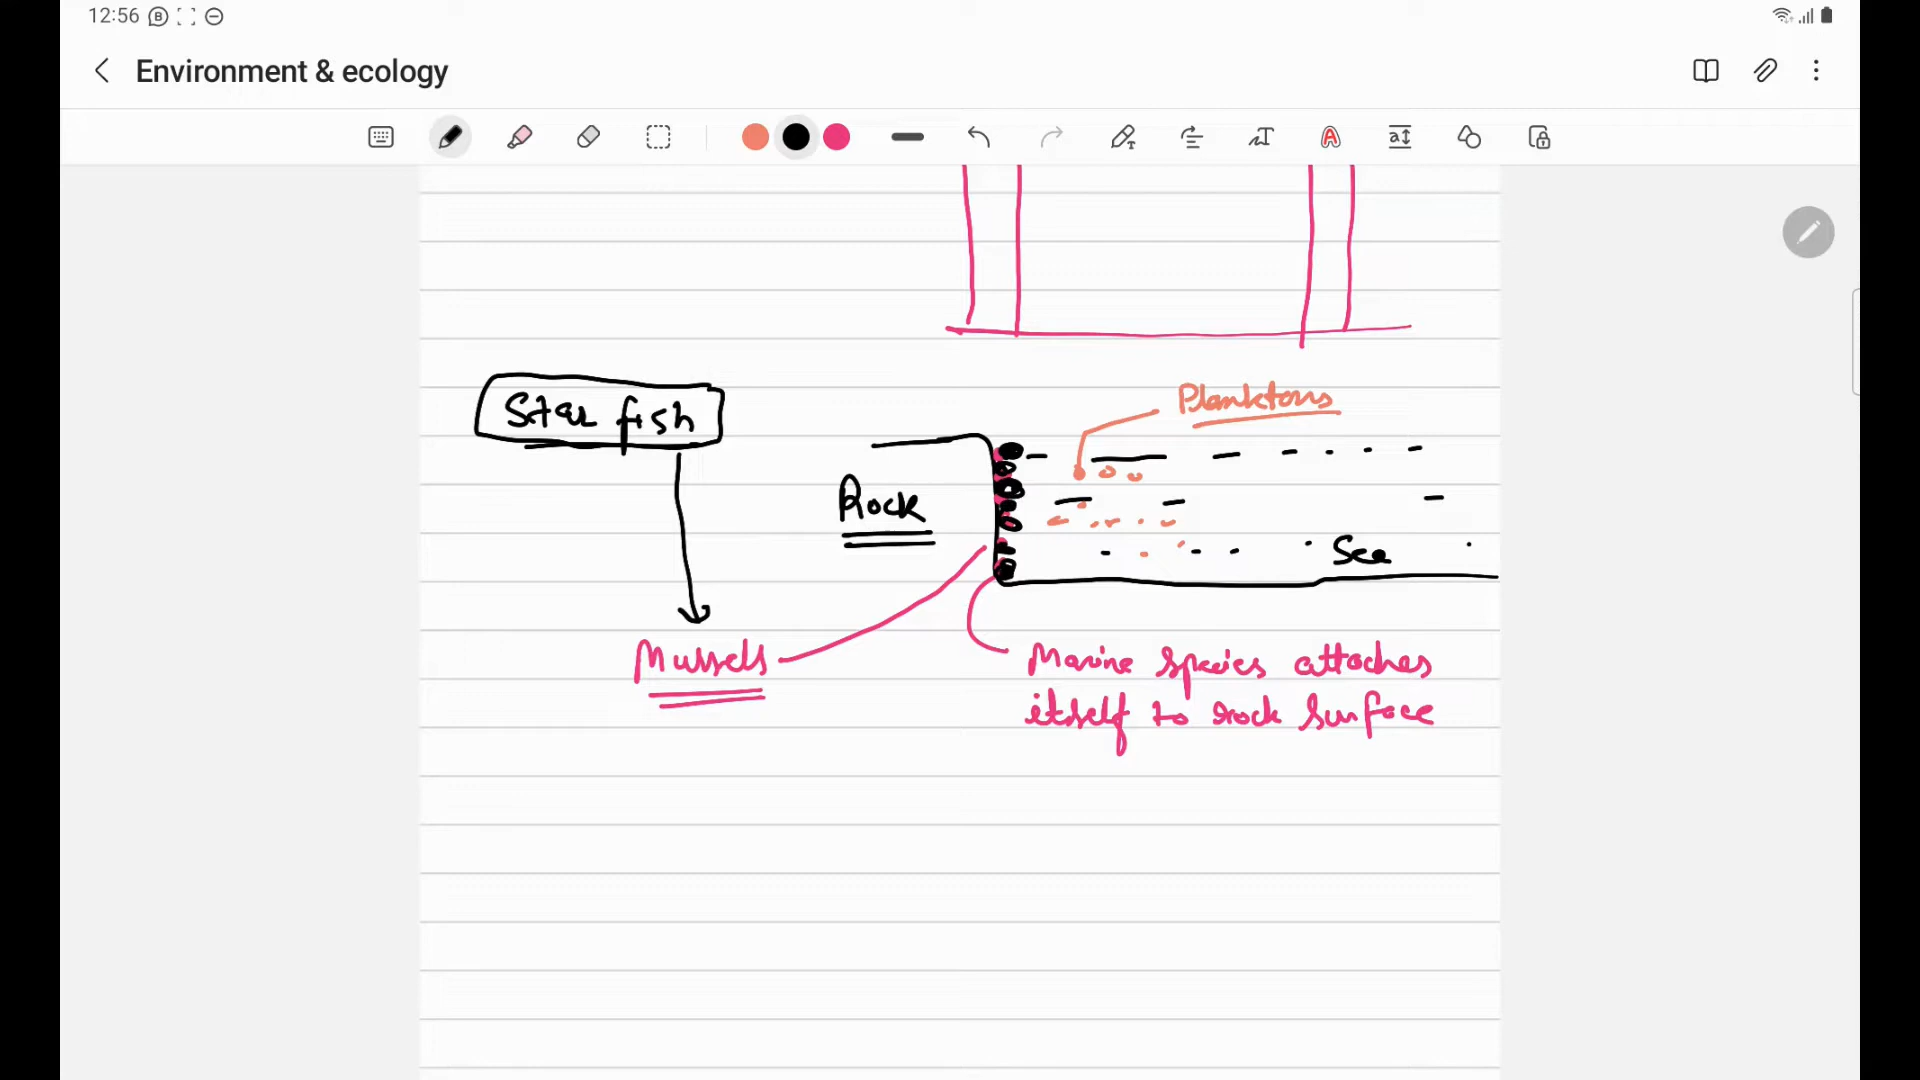 12:56
Environment & ecology
Star fish
Planktons
Rock
Sea
Mussels
Marine species attaches
itself to rock surface